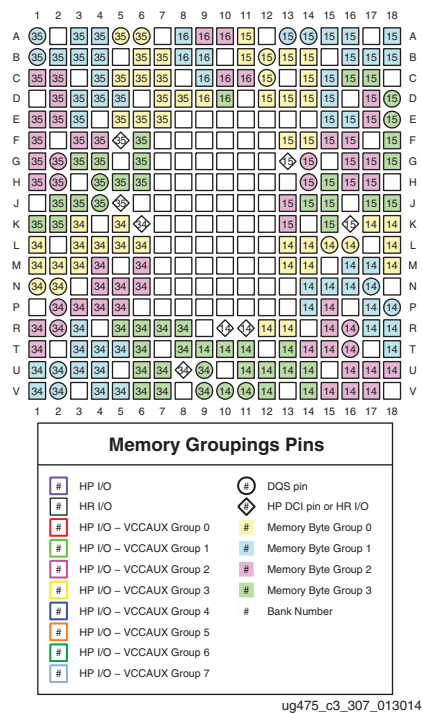 1 2 3 4 5 6 7 8 9 10 11 12 13 14 15 16 17 18
A 35 35 35 35 35 16 16 16 15 15 15 15 15 15 A
B 35 35 35 35 35 35 16 16 15 15 15 15 15 15 15 B
C 35 35 35 35 35 35 16 16 16 15 15 15 15 15 C
D 35 35 35 35 35 35 16 16 15 15 15 15 15 D
E 35 35 35 35 35 35 15 15 15 15 E
F 35 35 35 35 35 15 15 15 15 15 F
G 35 35 35 35 35 15 15 15 15 15 G
H 35 35 35 35 35 15 15 15 15 H
J 35 35 35 35 15 15 15 15 15 J
K 35 35 34 34 34 15 15 15 14 14 K
L 34 34 34 34 34 14 14 14 14 14 L
M 34 34 34 34 34 14 14 14 14 14 M
N 34 34 34 34 34 14 14 14 14 N
P 34 34 34 34 14 14 14 14 P
R 34 34 34 34 34 34 34 14 14 14 14 14 14 14 14 R
T 34 34 34 34 34 34 14 14 14 14 14 14 14 14 T
U 34 34 34 34 34 34 34 34 14 14 14 14 14 14 14 U
V 34 34 34 34 34 34 14 14 14 14 14 14 14 14 V
1 2 3 4 5 6 7 8 9 10 11 12 13 14 15 16 17 18
Memory Groupings Pins
# HP I/O
# HR I/O
# HP I/O – VCCAUX Group 0
# HP I/O – VCCAUX Group 1
# HP I/O – VCCAUX Group 2
# HP I/O – VCCAUX Group 3
# HP I/O – VCCAUX Group 4
# HP I/O – VCCAUX Group 5
# HP I/O – VCCAUX Group 6
# HP I/O – VCCAUX Group 7
# DQS pin
# HP DCI pin or HR I/O
# Memory Byte Group 0
# Memory Byte Group 1
# Memory Byte Group 2
# Memory Byte Group 3
# Bank Number
ug475_c3_307_013014